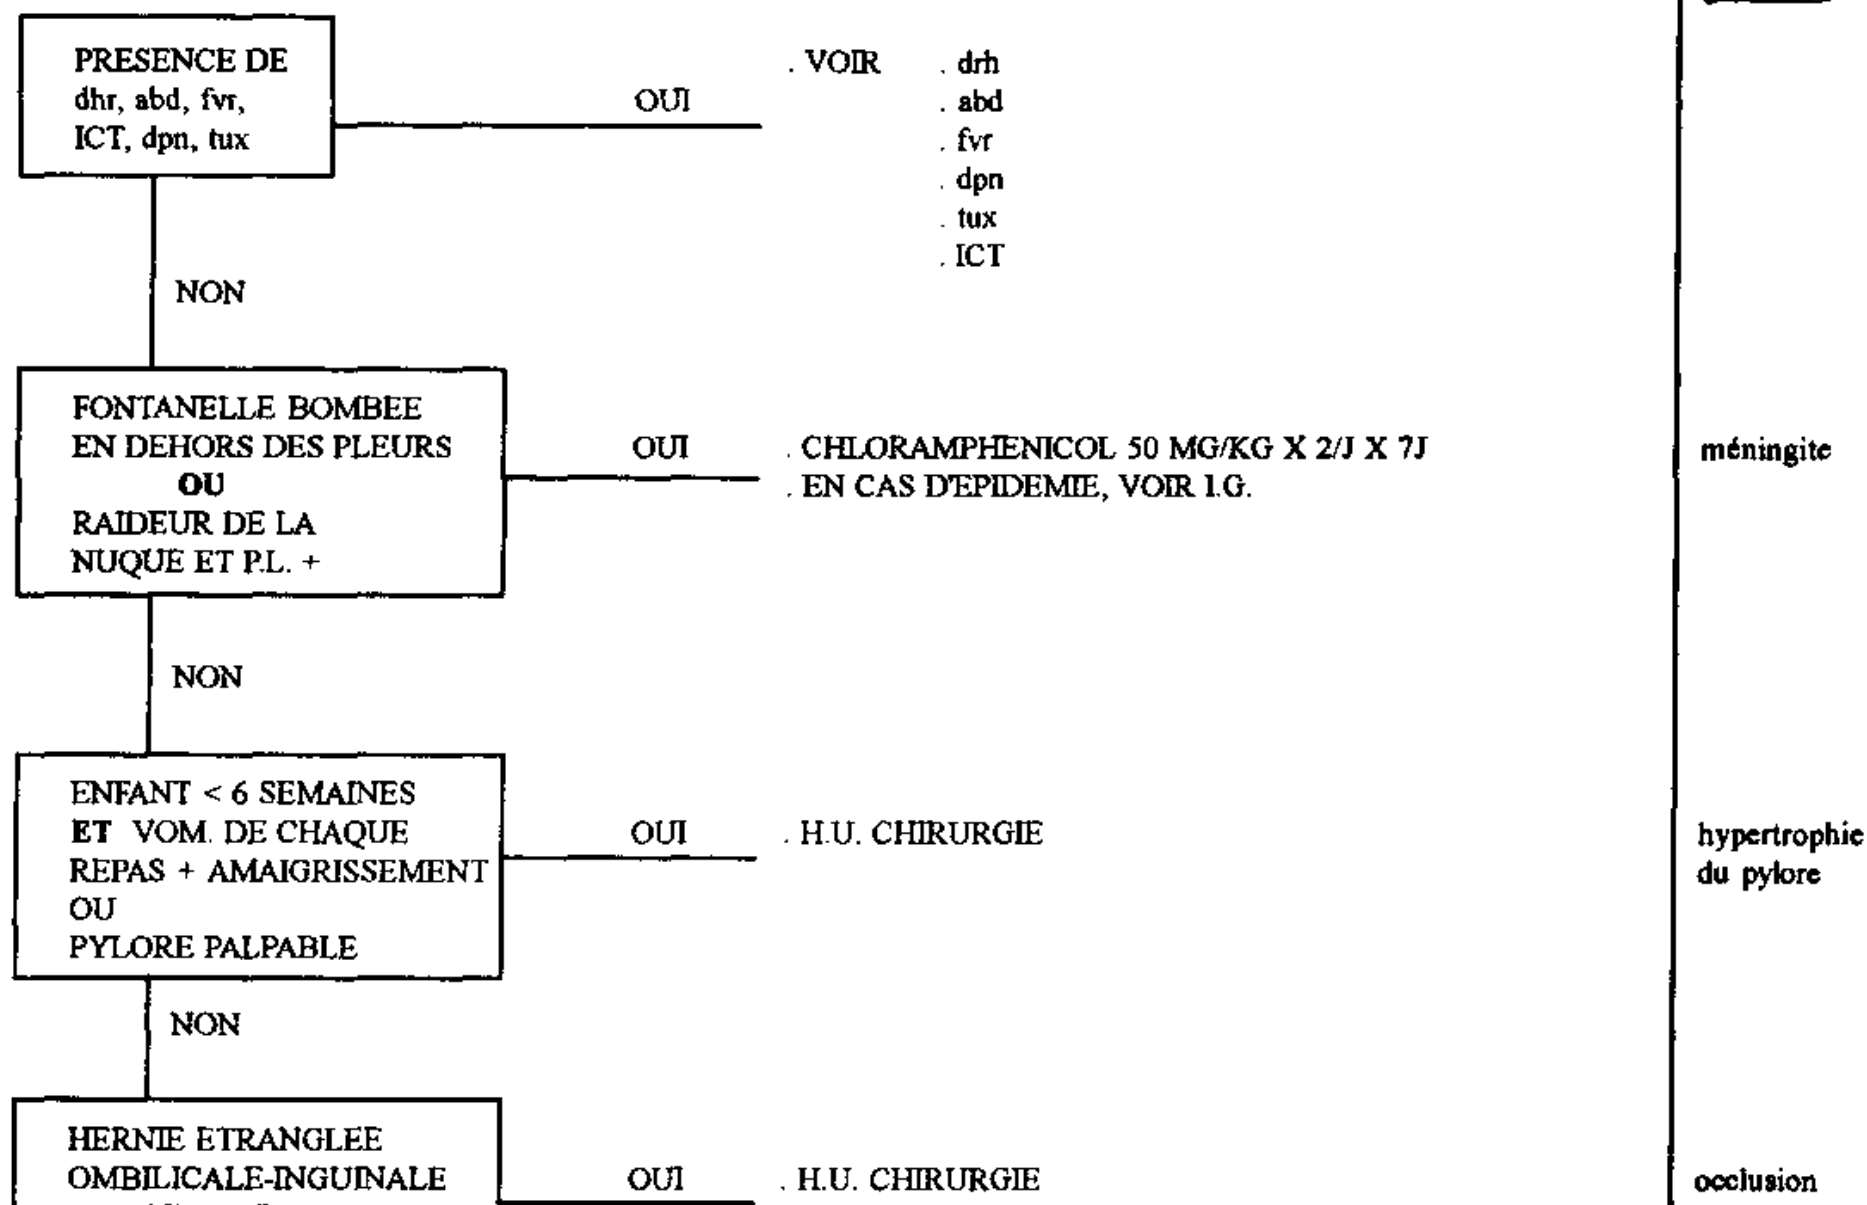 PRESENCE DE
dhr, abd, fvr,
ICT, dpn, tux
OUI
. VOIR . drh
. abd
. fvr
. dpn
. tux
. ICT
NON
FONTANELLE BOMBEE
EN DEHORS DES PLEURS
OU
RAIDEUR DE LA
NUQUE ET P.L. +
OUI
. CHLORAMPHENICOL 50 MG/KG X 2/J X 7J
. EN CAS D'EPIDEMIE, VOIR I.G.
méningite
NON
ENFANT < 6 SEMAINES
ET VOM. DE CHAQUE
REPAS + AMAIGRISSEMENT
OU
PYLORE PALPABLE
OUI
. H.U. CHIRURGIE
hypertrophie
du pylore
NON
HERNIE ETRANGLEE
OMBILICALE-INGUINALE
OUI
. H.U. CHIRURGIE
occlusion